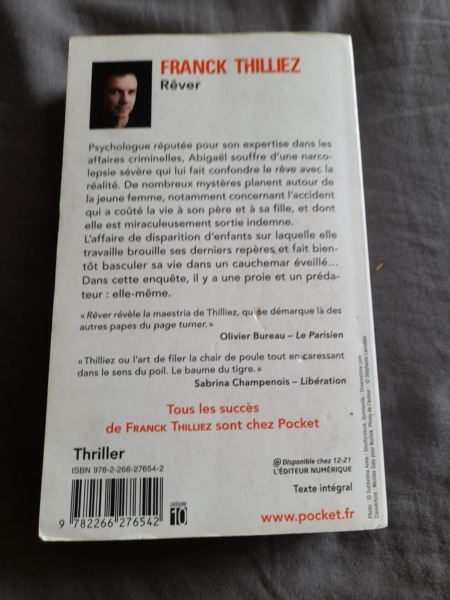 FRANCK THILLIEZ
Rêver
Psychologue réputée pour son expertise dans les
affaires criminelles, Abigaël souffre d'une narco-
lepsie sévère qui lui fait confondre le rêve avec la
réalité. De nombreux mystères planent autour de
la jeune femme, notamment concernant l'accident
qui a coûté la vie à son père et à sa fille, et dont
elle est miraculeusement sortie indemne.
L'affaire de disparition d'enfants sur laquelle elle
travaille brouille ses derniers repères et fait bien-
tôt basculer sa vie dans un cauchemar éveillé...
Dans cette enquête, il y a une proie et un préda-
teur : elle-même.
« Rêver révèle la maestria de Thilliez, qui se démarque là des
autres papes du page turner. »
Olivier Bureau – Le Parisien
« Thilliez ou l'art de filer la chair de poule tout en caressant
dans le sens du poil. Le baume du tigre. »
Sabrina Champenois – Libération
Tous les succès
de FRANCK THILLIEZ sont chez Pocket
Thriller
ISBN 978-2-266-27654-2
@ Disponible chez 12-21
L'ÉDITEUR NUMÉRIQUE
CATÉGORIE
10
Texte intégral
9 782266 276542
www.pocket.fr